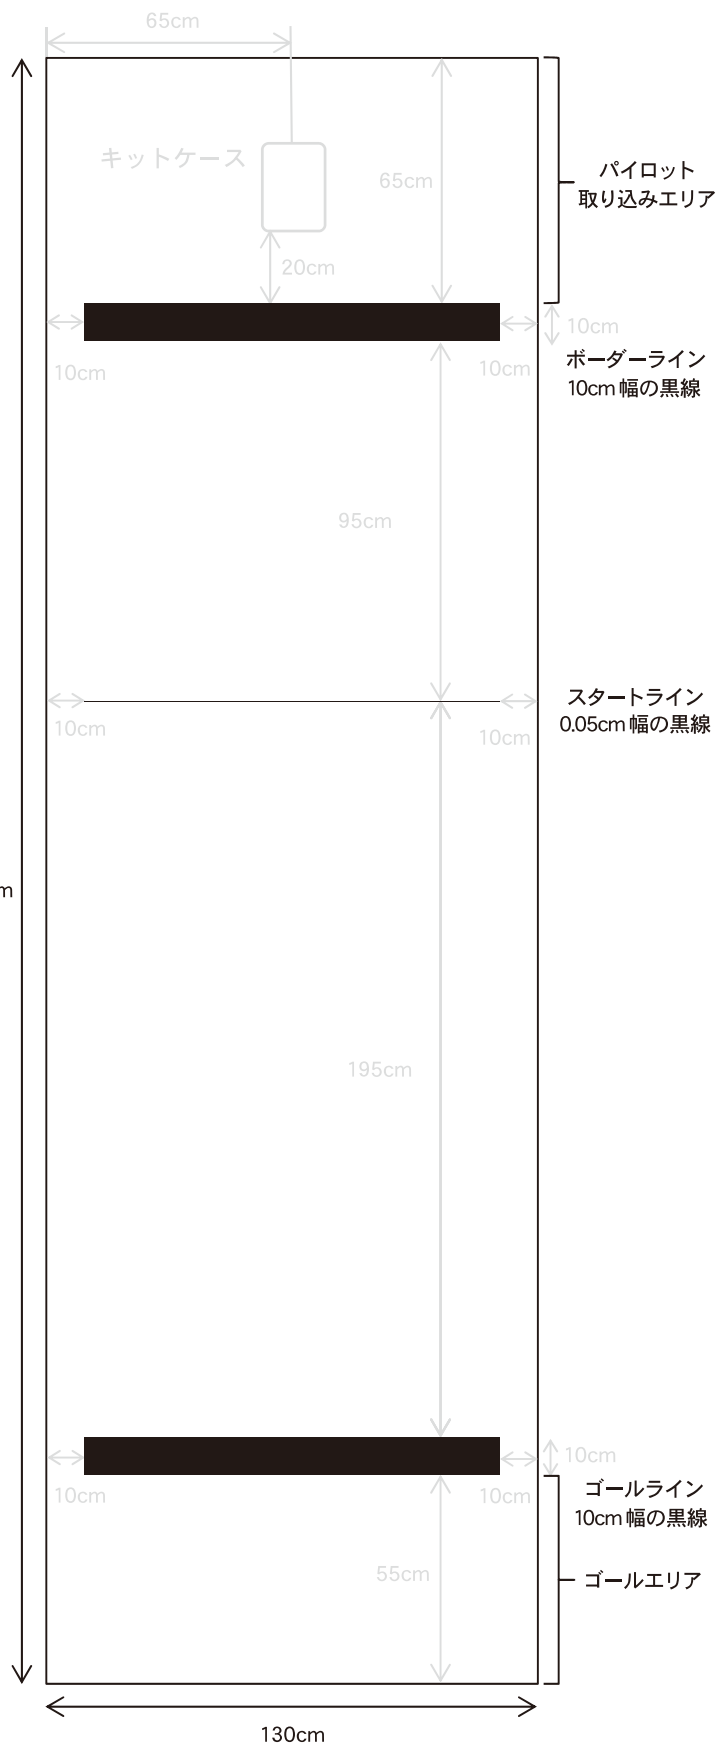 65cm
キットケース
65cm
パイロット
取り込みエリア
20cm
10cm
10cm
10cm
ボーダーライン
10cm 幅の黒線
95cm
スタートライン
0.05cm 幅の黒線
10cm
10cm
m
195cm
10cm
10cm
10cm
ゴールライン
10cm 幅の黒線
55cm
ゴールエリア
130cm